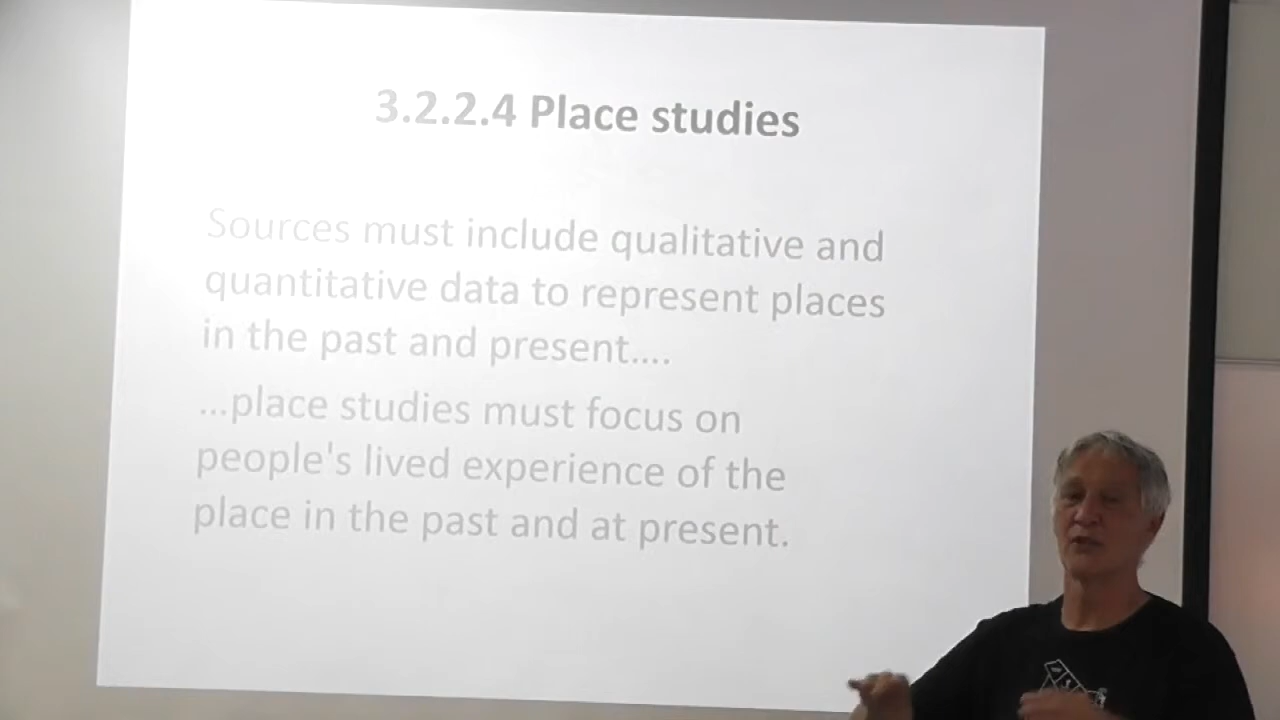 3.2.2.4 Place studies
Sources must include qualitative and
quantitative data to represent places
in the past and present....
...place studies must focus on
people's lived experience of the
place in the past and at present.